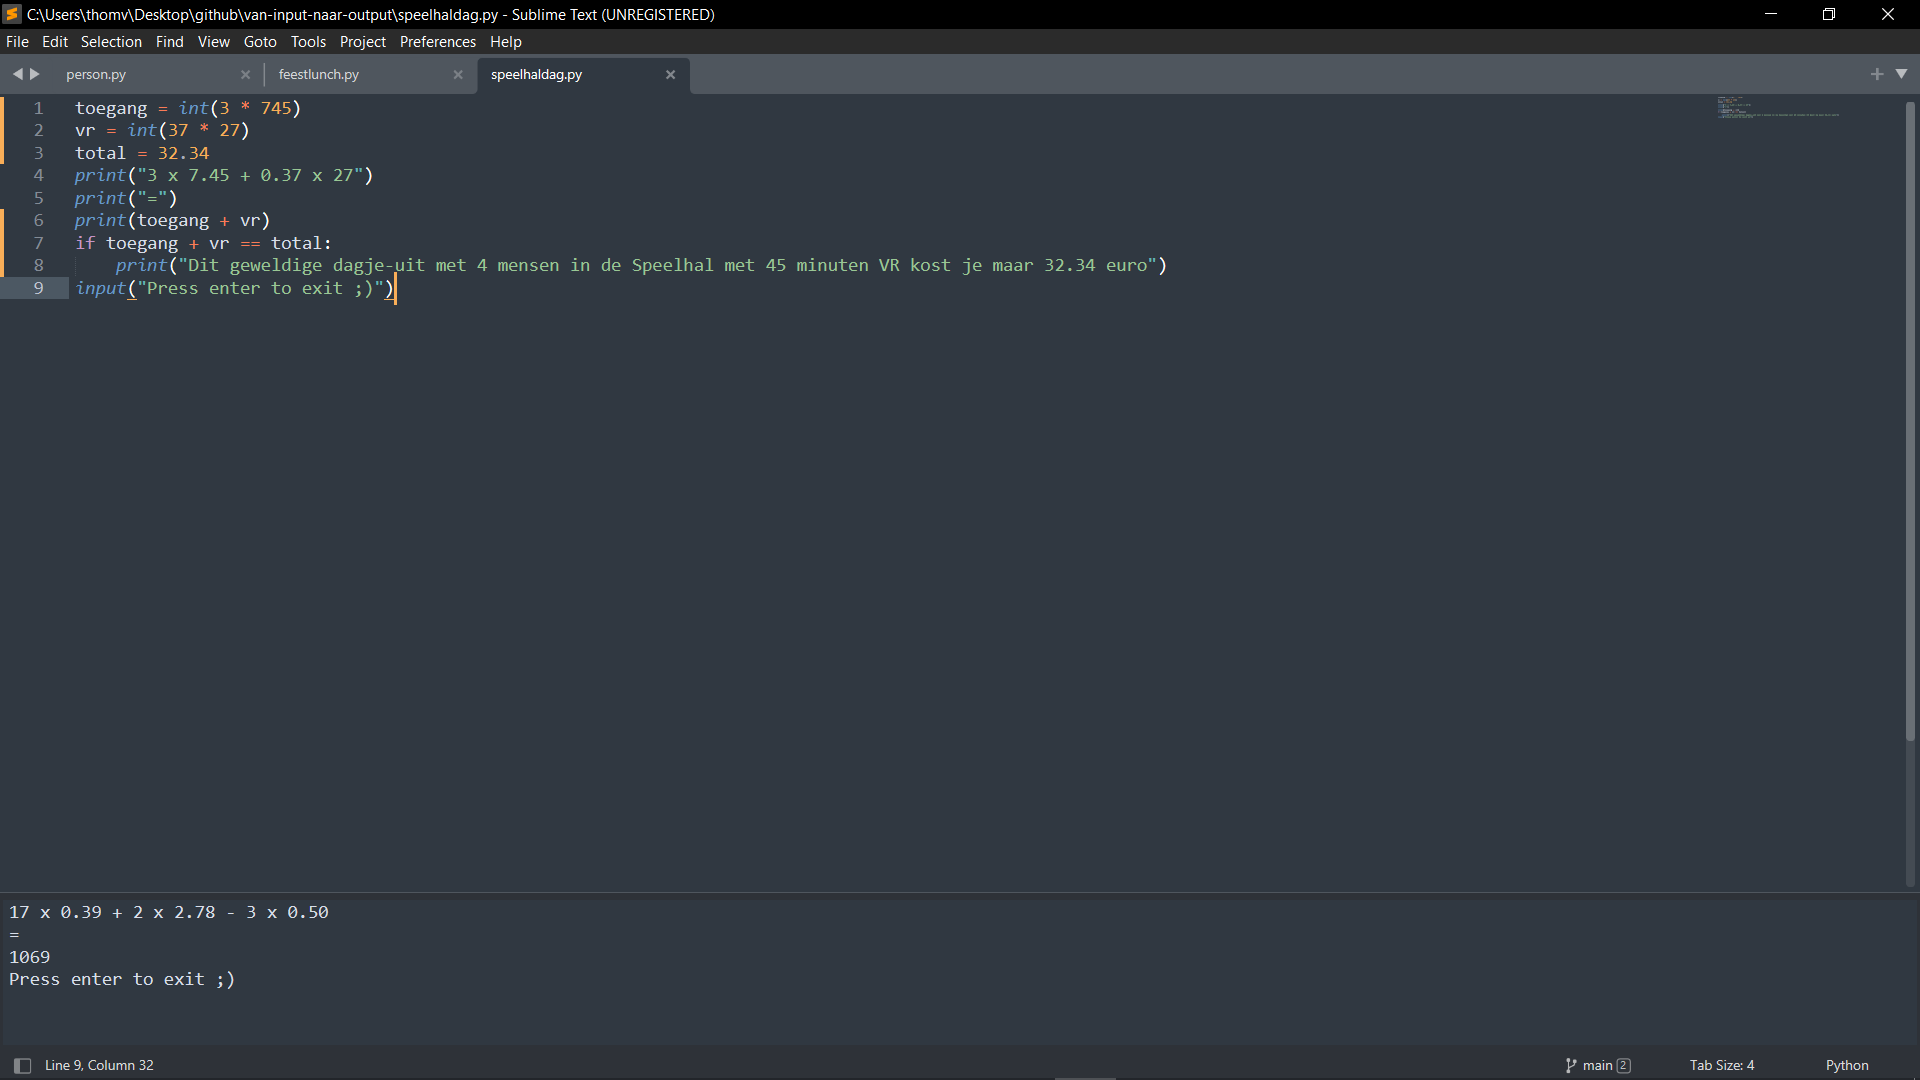 C:\Users\thomv\Desktop\github\van-input-naar-output\speelhaldag.py - Sublime Text (UNREGISTERED)
File Edit Selection Find View Goto Tools Project Preferences Help
person.py feestlunch.py speelhaldag.py
1 toegang = int(3 * 745)
2 vr = int(37 * 27)
3 total = 32.34
4 print("3 x 7.45 + 0.37 x 27")
5 print("=")
6 print(toegang + vr)
7 if toegang + vr == total:
8     print("Dit geweldige dagje-uit met 4 mensen in de Speelhal met 45 minuten VR kost je maar 32.34 euro")
9 input("Press enter to exit ;)")
17 x 0.39 + 2 x 2.78 - 3 x 0.50
=
1069
Press enter to exit ;)
Line 9, Column 32 main 2 Tab Size: 4 Python